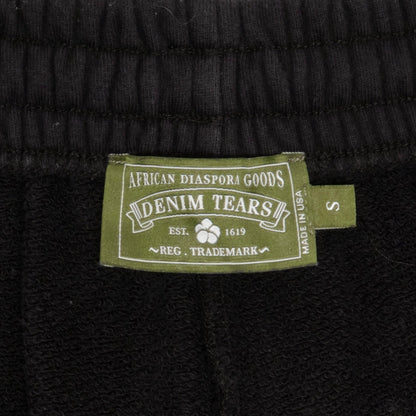 AFRICAN DIASPORA GOODS
DENIM TEARS
EST. 1619
~REG. TRADEMARK~
MADE IN USA
S